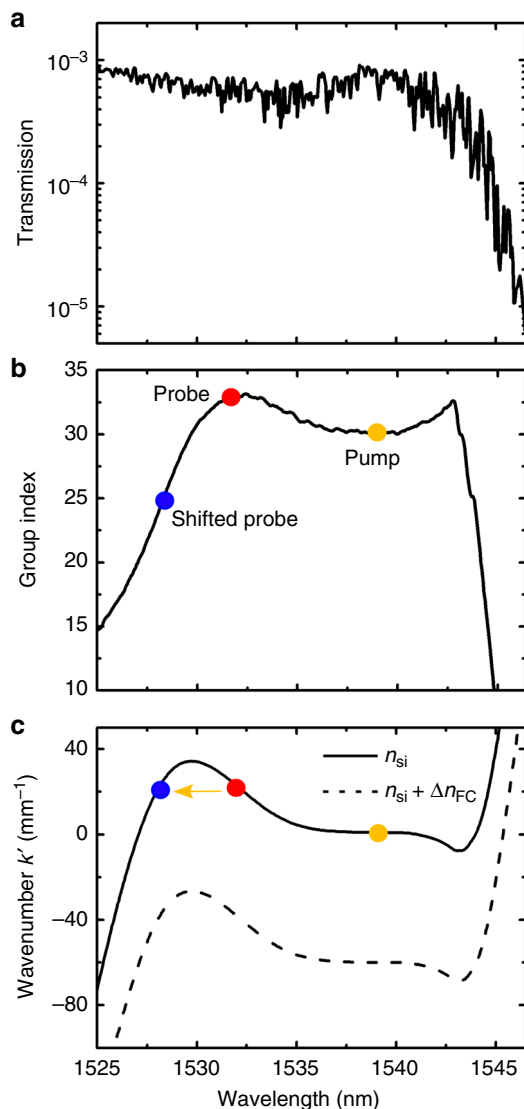 a
10⁻³
10⁻⁴
10⁻⁵
Transmission
b
35
30
25
20
15
10
Group index
Probe
Pump
Shifted probe
c
40
0
−40
−80
Wavenumber k′ (mm⁻¹)
n_si
n_si + Δn_FC
1525 1530 1535 1540 1545
Wavelength (nm)